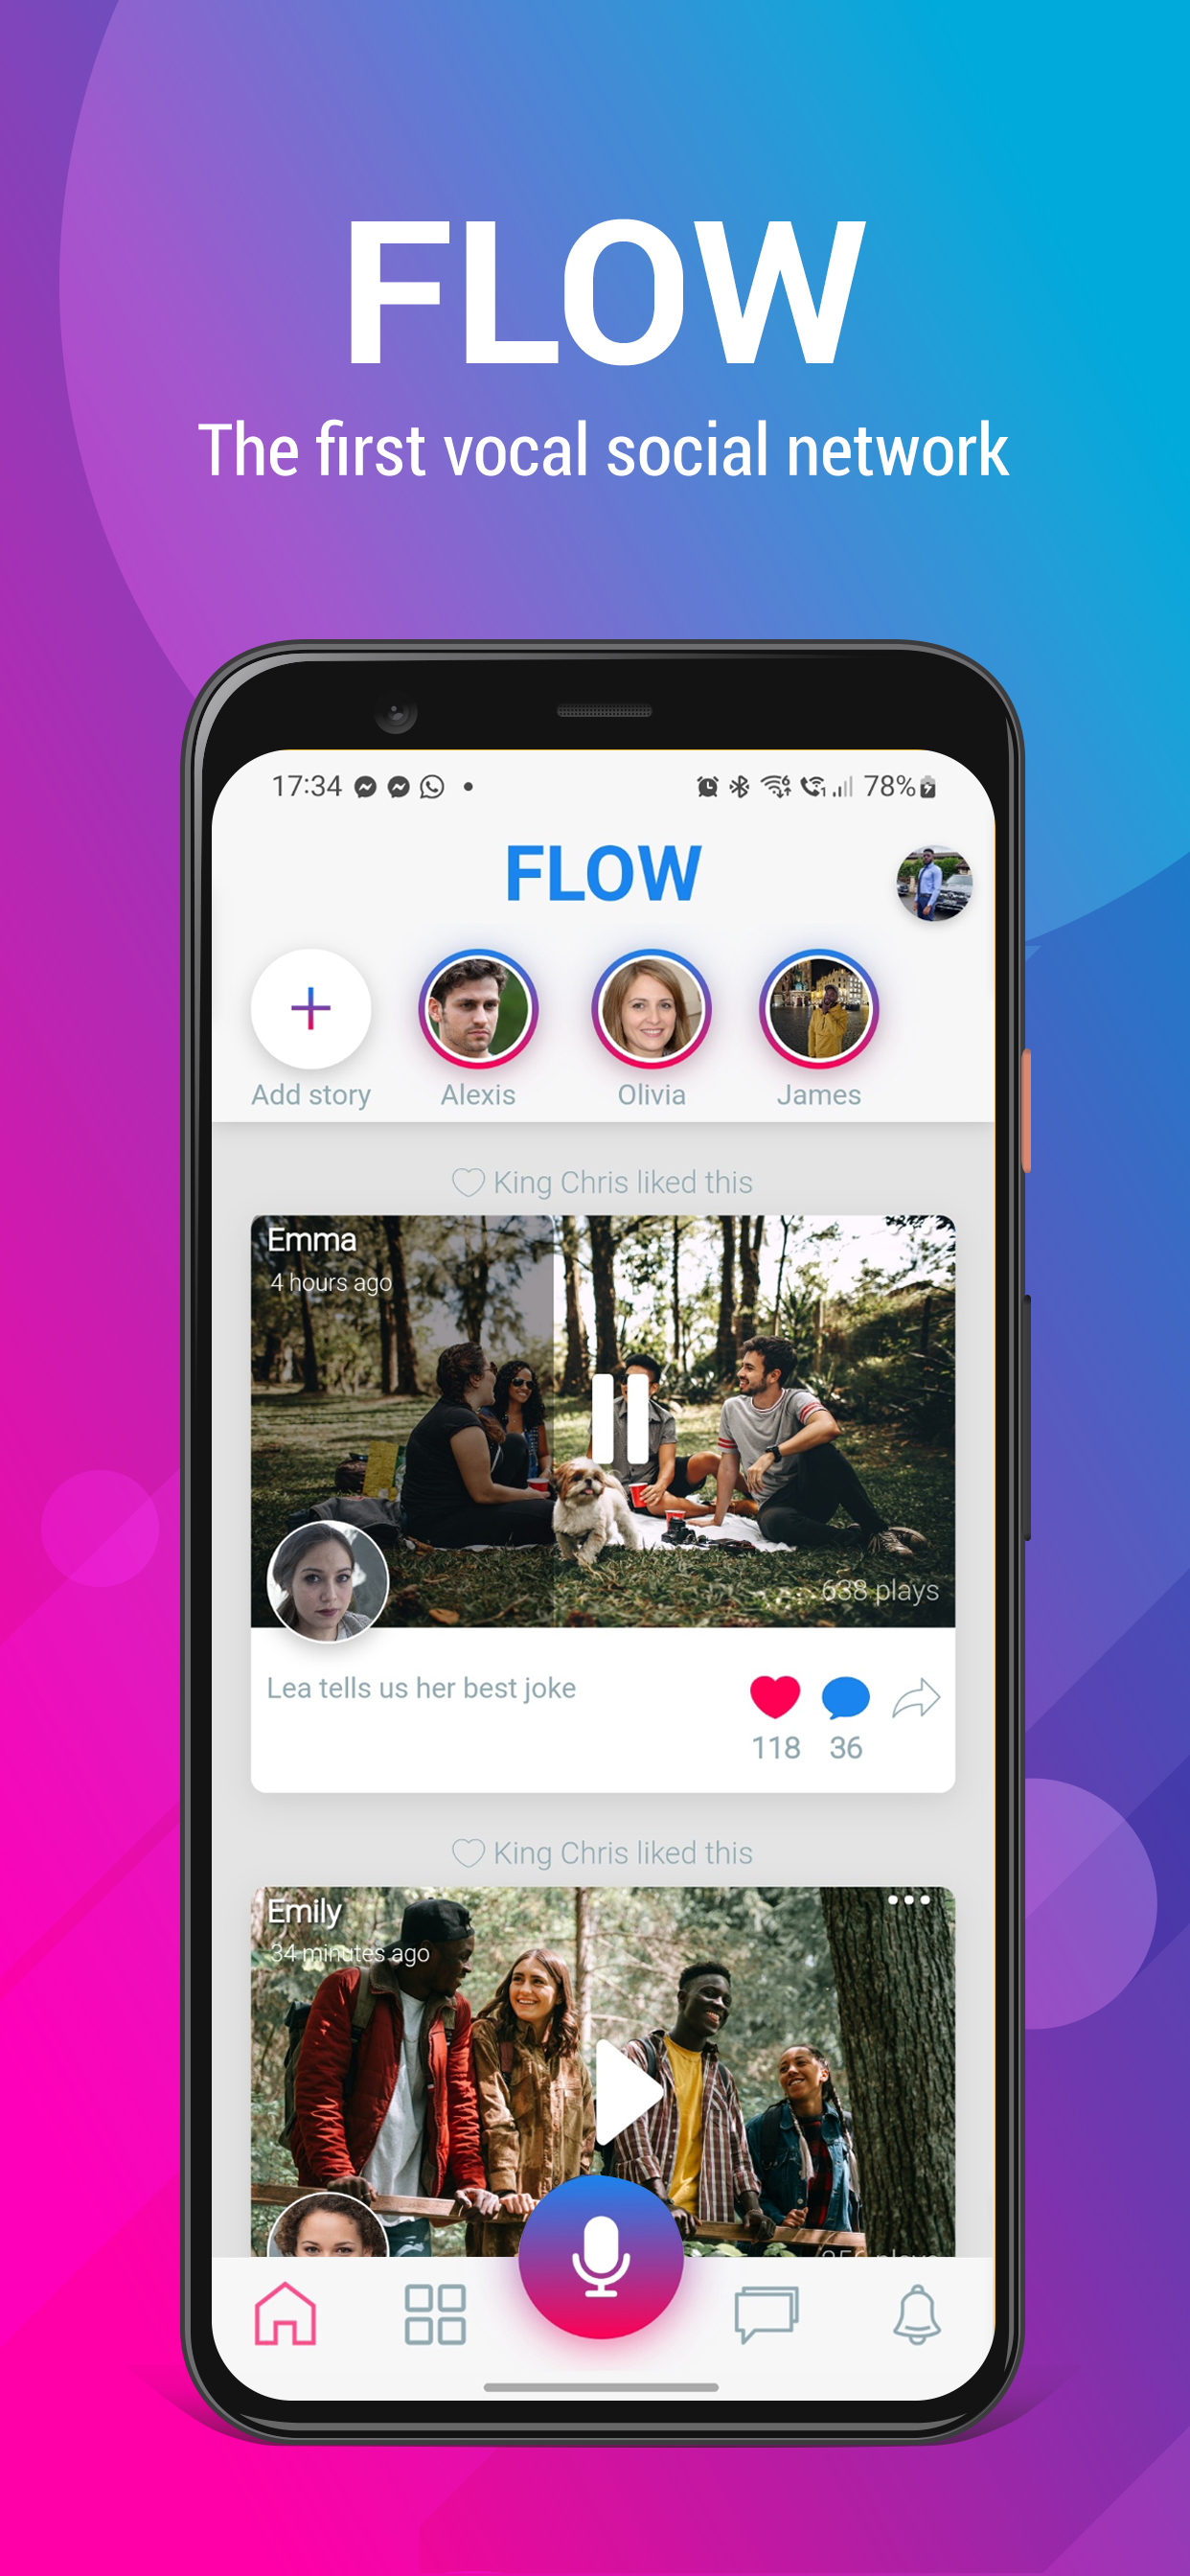 FLOW
The first vocal social network
17:34
78%
FLOW
Add story
Alexis
Olivia
James
King Chris liked this
Emma
4 hours ago
638 plays
Lea tells us her best joke
118
36
King Chris liked this
Emily
34 minutes ago